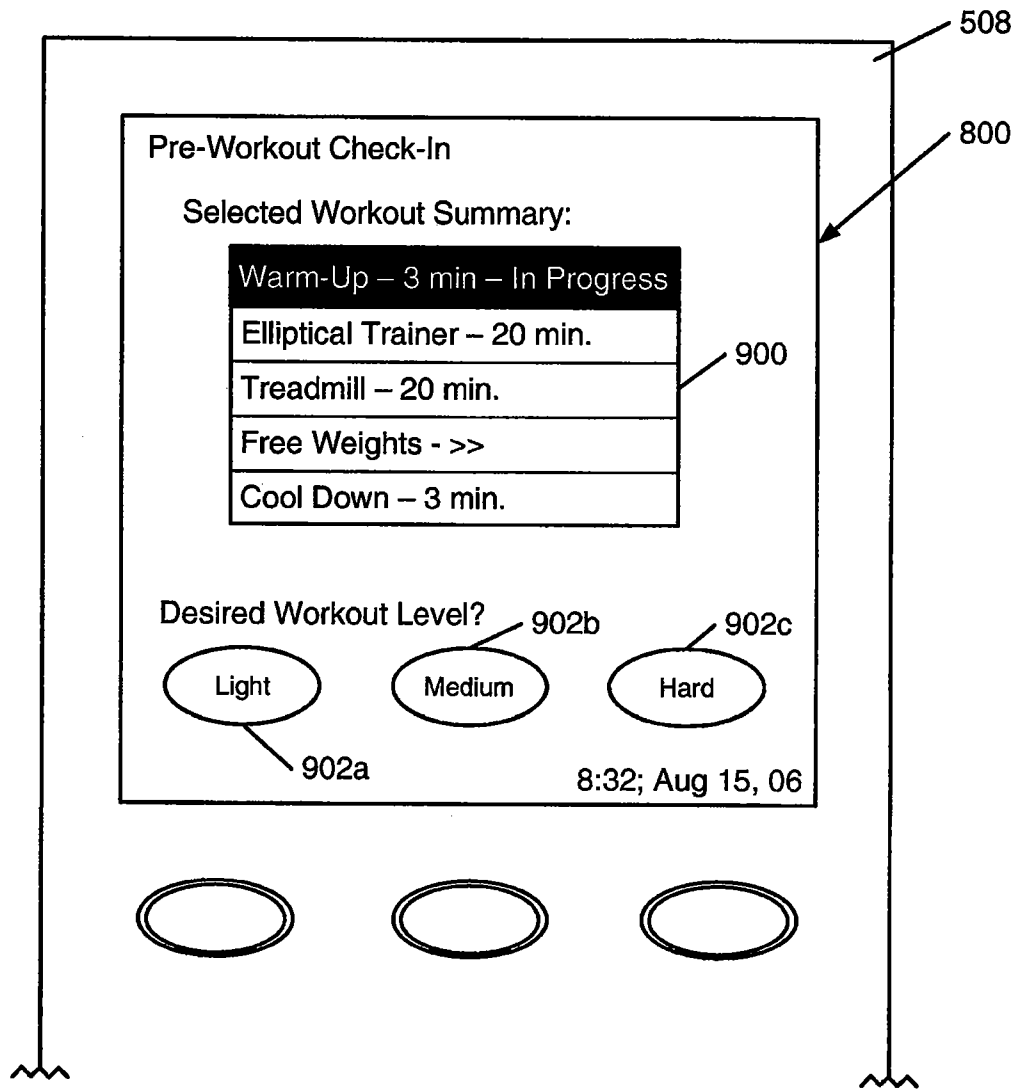 508
800
Pre-Workout Check-In
Selected Workout Summary:
Warm-Up – 3 min – In Progress
Elliptical Trainer – 20 min.
900
Treadmill – 20 min.
Free Weights - >>
Cool Down – 3 min.
Desired Workout Level?
902b
902c
Light
Medium
Hard
902a
8:32; Aug 15, 06